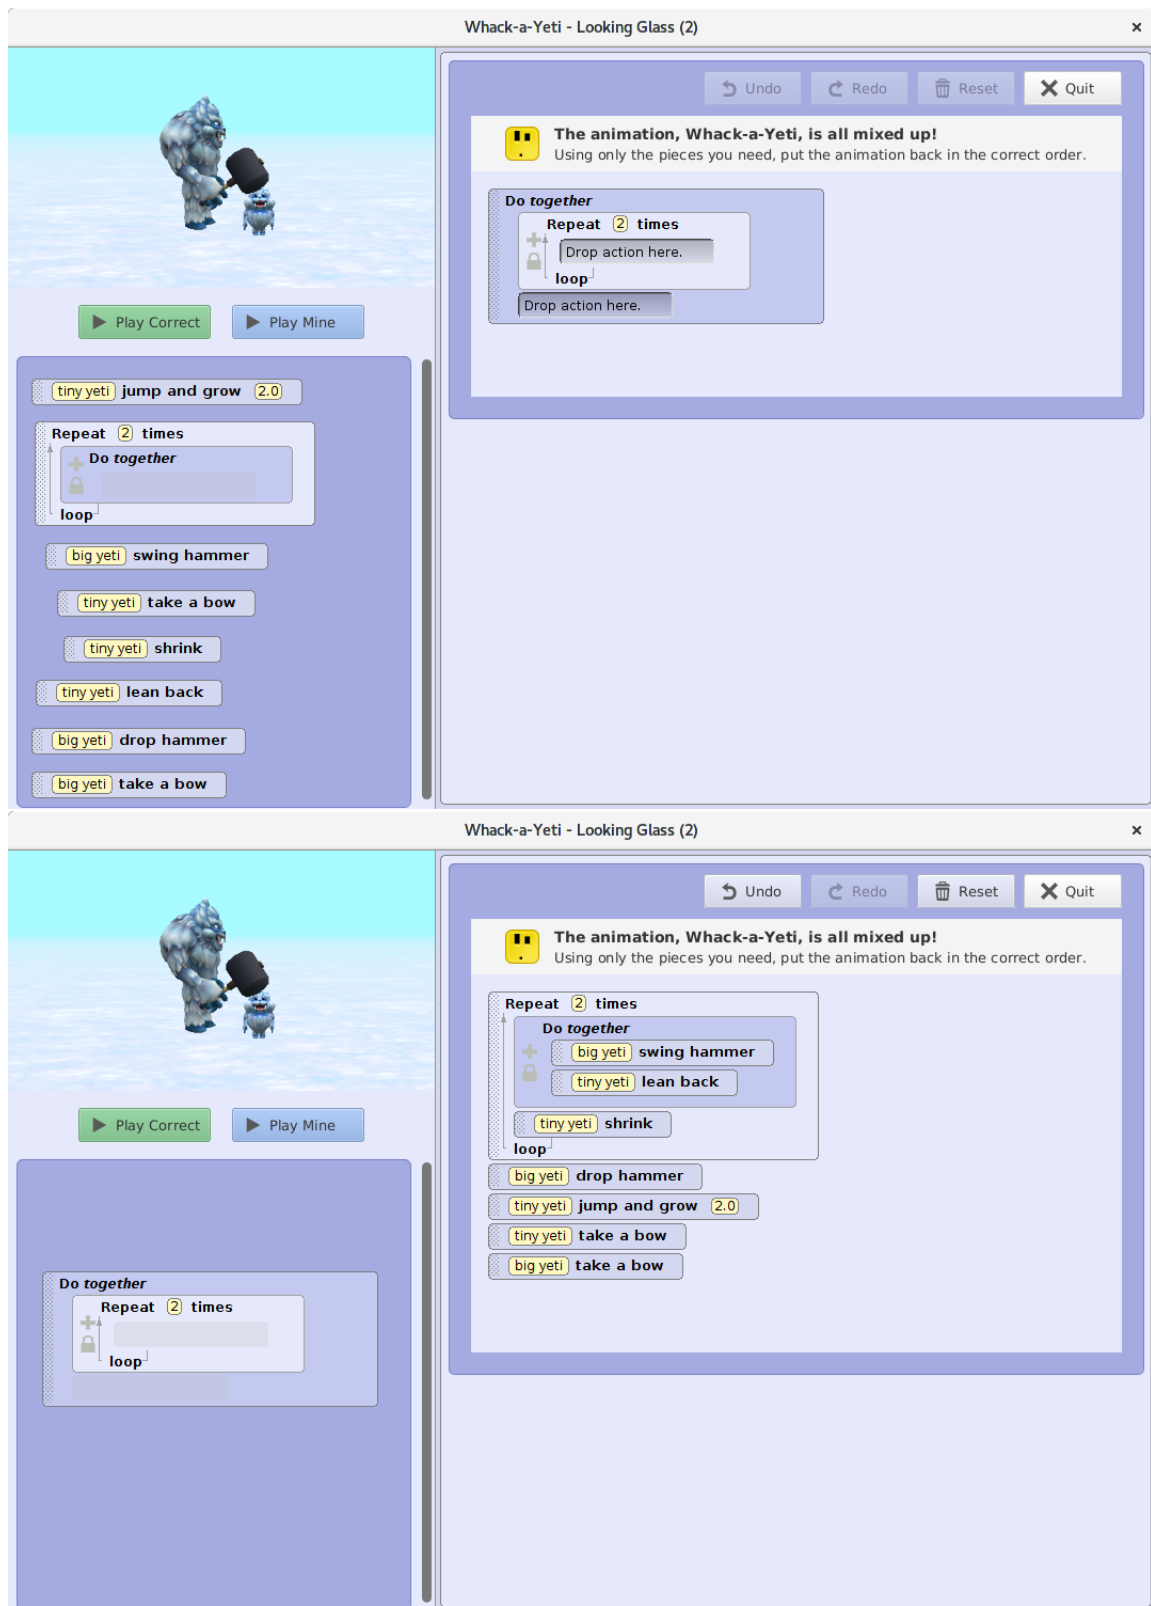 Whack-a-Yeti - Looking Glass (2)
Undo Redo Reset Quit
The animation, Whack-a-Yeti, is all mixed up!
Using only the pieces you need, put the animation back in the correct order.
Do together
Repeat 2 times
Drop action here.
loop
Drop action here.
Play Correct Play Mine
tiny yeti jump and grow 2.0
Repeat 2 times
Do together
loop
big yeti swing hammer
tiny yeti take a bow
tiny yeti shrink
tiny yeti lean back
big yeti drop hammer
big yeti take a bow
Whack-a-Yeti - Looking Glass (2)
Undo Redo Reset Quit
The animation, Whack-a-Yeti, is all mixed up!
Using only the pieces you need, put the animation back in the correct order.
Repeat 2 times
Do together
big yeti swing hammer
tiny yeti lean back
tiny yeti shrink
loop
big yeti drop hammer
tiny yeti jump and grow 2.0
tiny yeti take a bow
big yeti take a bow
Play Correct Play Mine
Do together
Repeat 2 times
loop